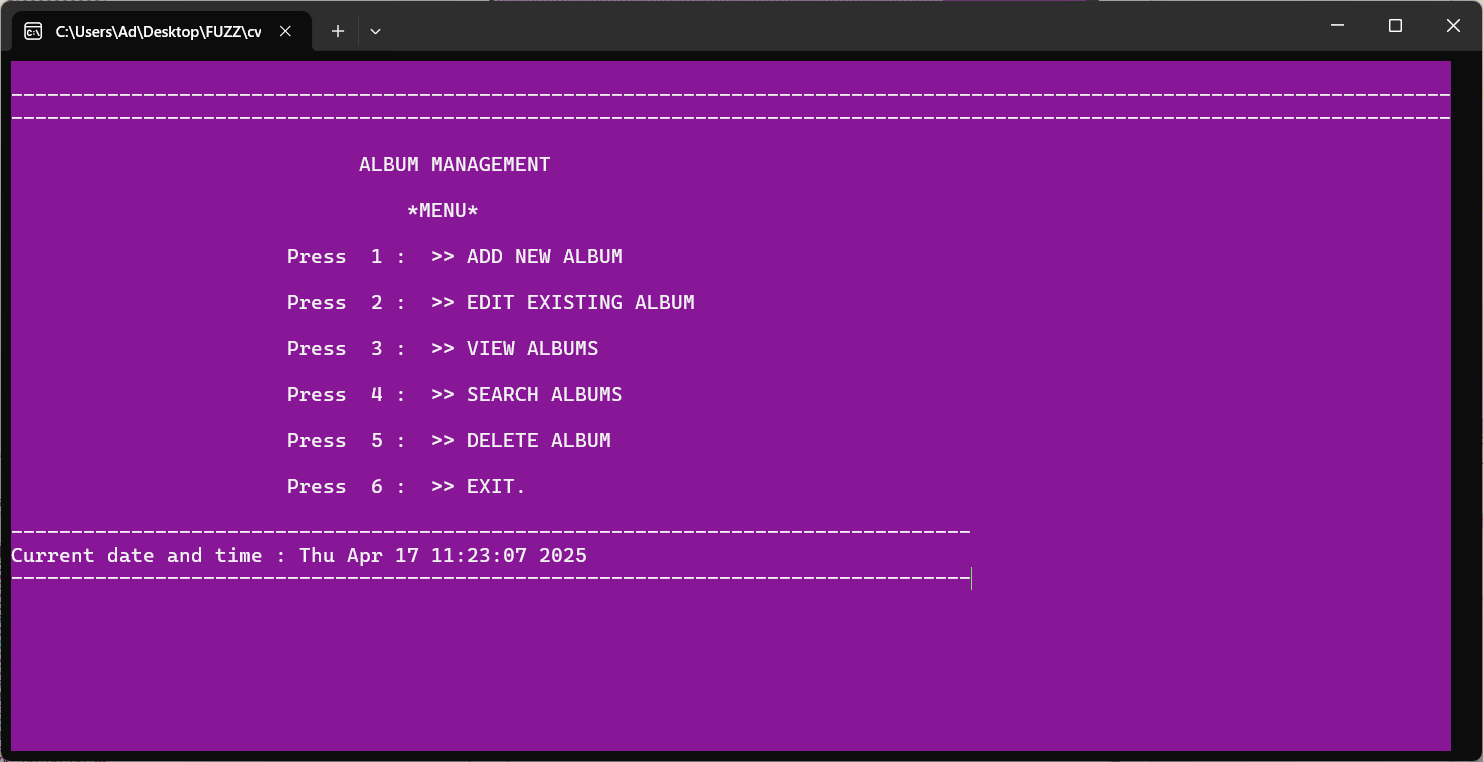 C:\Users\Ad\Desktop\FUZZ\cv
------------------------------------------------------------------------------------------------------------------------
------------------------------------------------------------------------------------------------------------------------
ALBUM MANAGEMENT
*MENU*
Press  1 :  >> ADD NEW ALBUM
Press  2 :  >> EDIT EXISTING ALBUM
Press  3 :  >> VIEW ALBUMS
Press  4 :  >> SEARCH ALBUMS
Press  5 :  >> DELETE ALBUM
Press  6 :  >> EXIT.
--------------------------------------------------------------------------------
Current date and time : Thu Apr 17 11:23:07 2025
--------------------------------------------------------------------------------